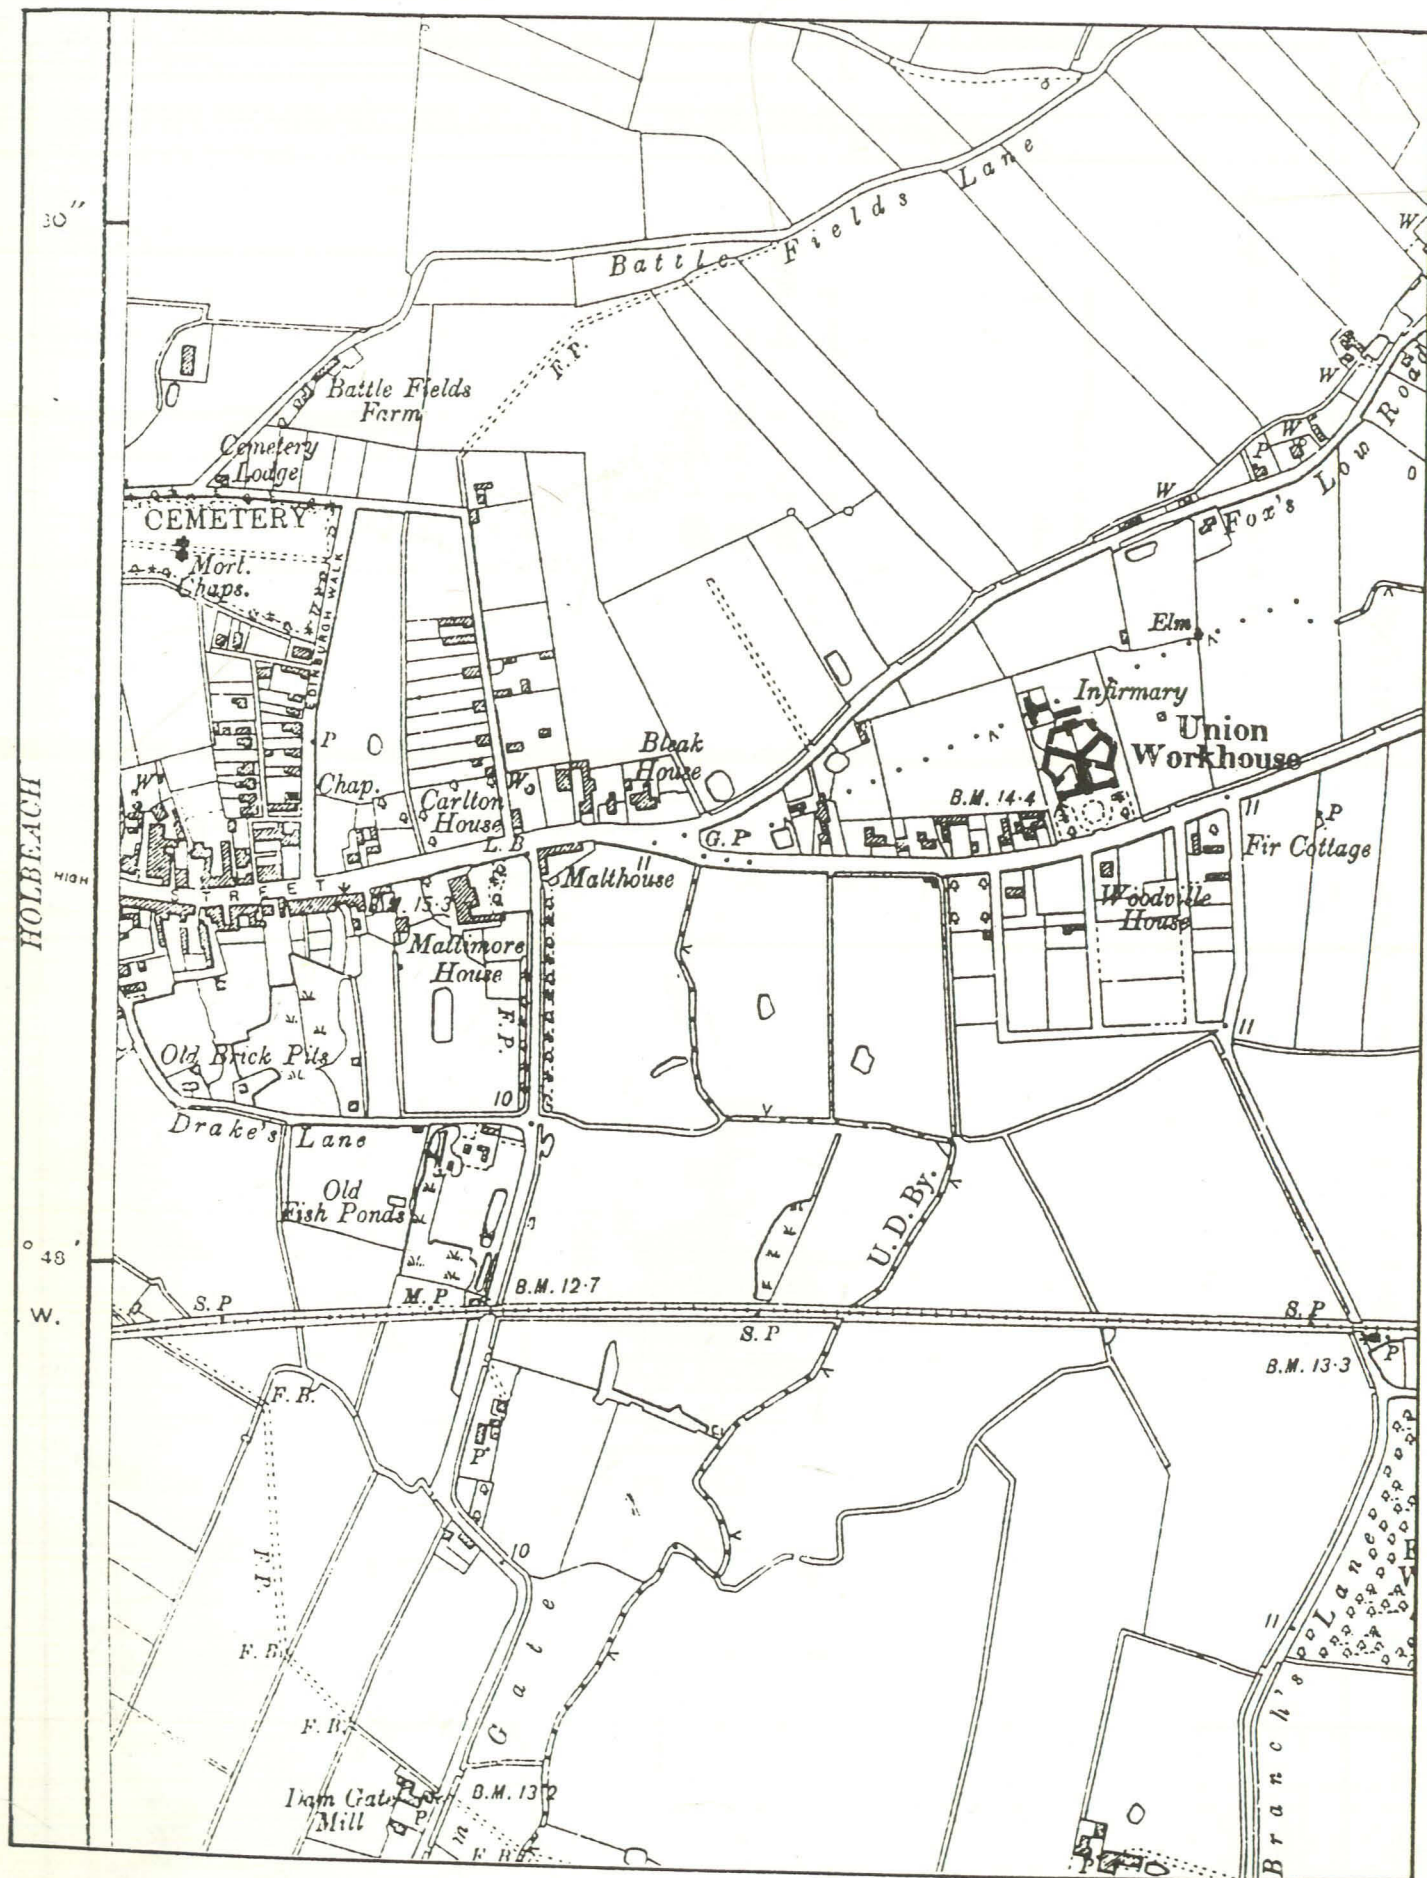 30"
Battle Fields Lane
W
F.P.
Battle Fields
Farm
W
Cemetery
Lodge
W
P
Fox's Low Road
W
CEMETERY
Mort.
Chaps.
EDINBURGH WALK
Elm
Infirmary
Union
Workhouse
P
Bleak
House
W
Chap.
W
Carlton
House
B.M. 14·4
11
P
L.B
G.P
11
Fir Cottage
HOLBEACH
HIGH
STREET
Malthouse
15·3
Woodville
House
Mattimore
House
F.P.
11
Old Brick Pits
10
Drake's Lane
Old
Fish Ponds
U.D.By.
° 48'
W.
S.P
M.P
B.M. 12·7
S.P
S.P
B.M. 13·3
P
F.B.
P
F.P.
10
F.B.
11
F.B.
Gate
Branch's Lane
Dam Gate
Mill
P
B.M. 13·2
m
F.B
P